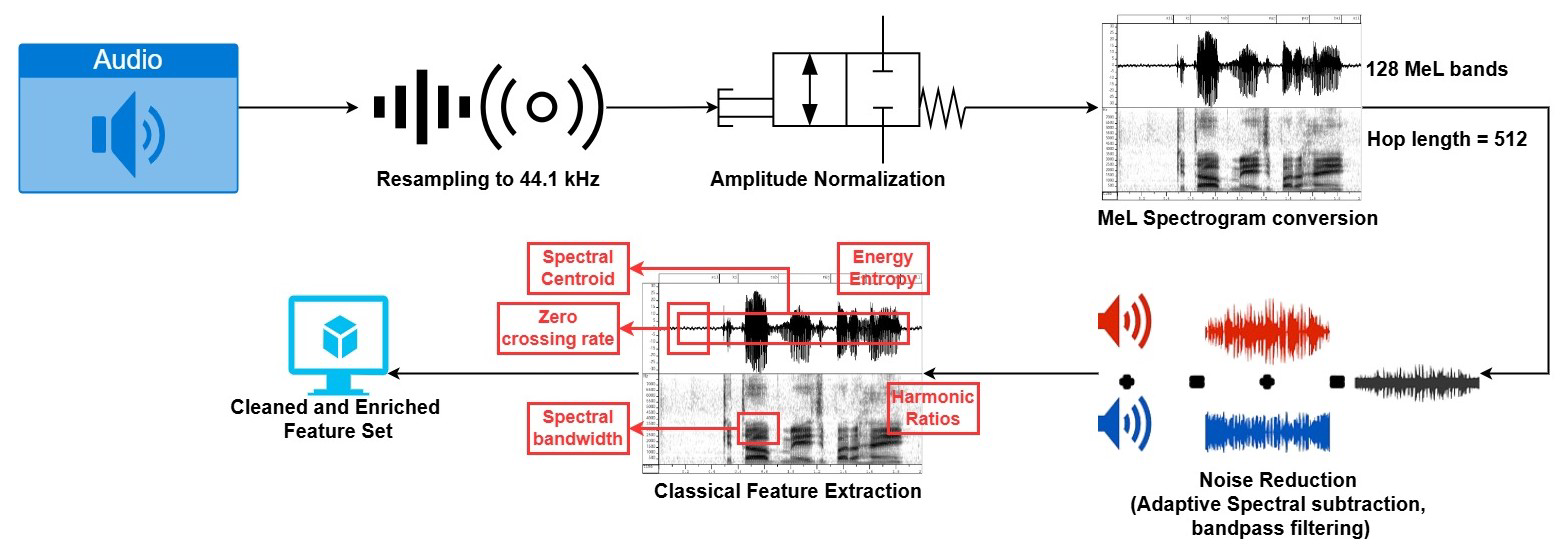 Audio
Resampling to 44.1 kHz
Amplitude Normalization
128 MeL bands
Hop length = 512
MeL Spectrogram conversion
Spectral
Centroid
Energy
Entropy
Zero
crossing rate
Spectral
bandwidth
Harmonic
Ratios
Classical Feature Extraction
Cleaned and Enriched
Feature Set
Noise Reduction
(Adaptive Spectral subtraction,
bandpass filtering)